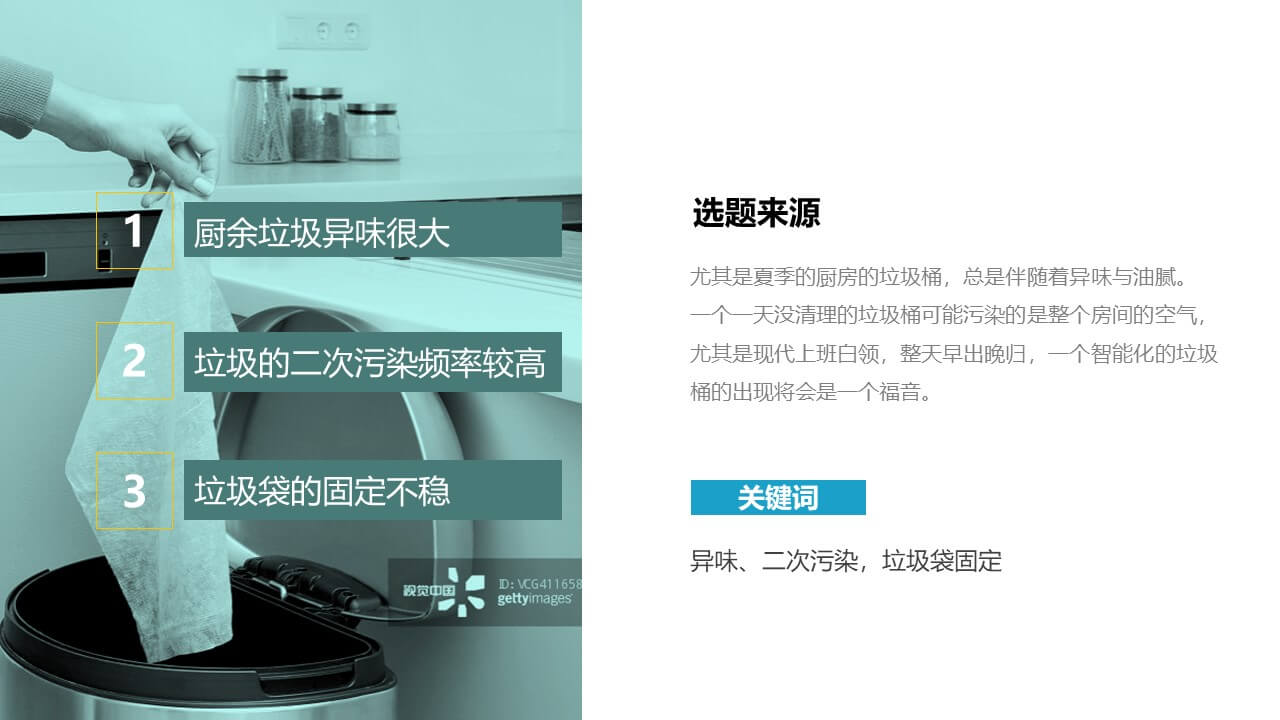 1
厨余垃圾异味很大
2
垃圾的二次污染频率较高
3
垃圾袋的固定不稳
视觉中国
ID: VCG411658
gettyimages
选题来源
尤其是夏季的厨房的垃圾桶，总是伴随着异味与油腻。
一个一天没清理的垃圾桶可能污染的是整个房间的空气，
尤其是现代上班白领，整天早出晚归，一个智能化的垃圾
桶的出现将会是一个福音。
关键词
异味、二次污染，垃圾袋固定